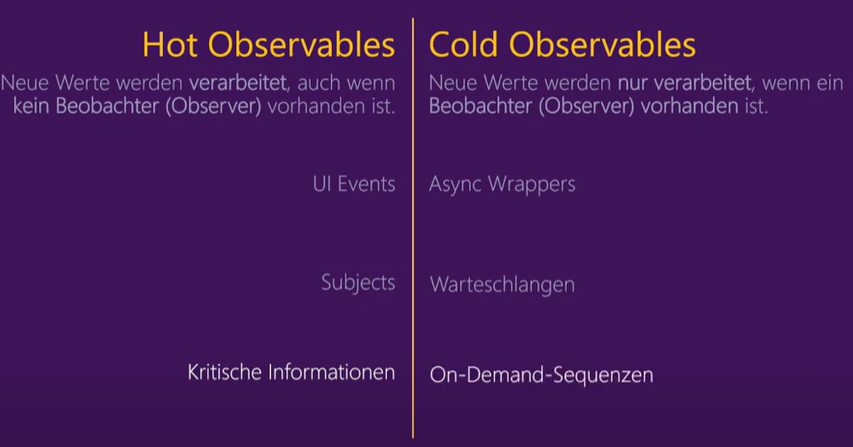 Hot Observables
Neue Werte werden verarbeitet, auch wenn
kein Beobachter (Observer) vorhanden ist.
UI Events
Subjects
Kritische Informationen
Cold Observables
Neue Werte werden nur verarbeitet, wenn ein
Beobachter (Observer) vorhanden ist.
Async Wrappers
Warteschlangen
On-Demand-Sequenzen